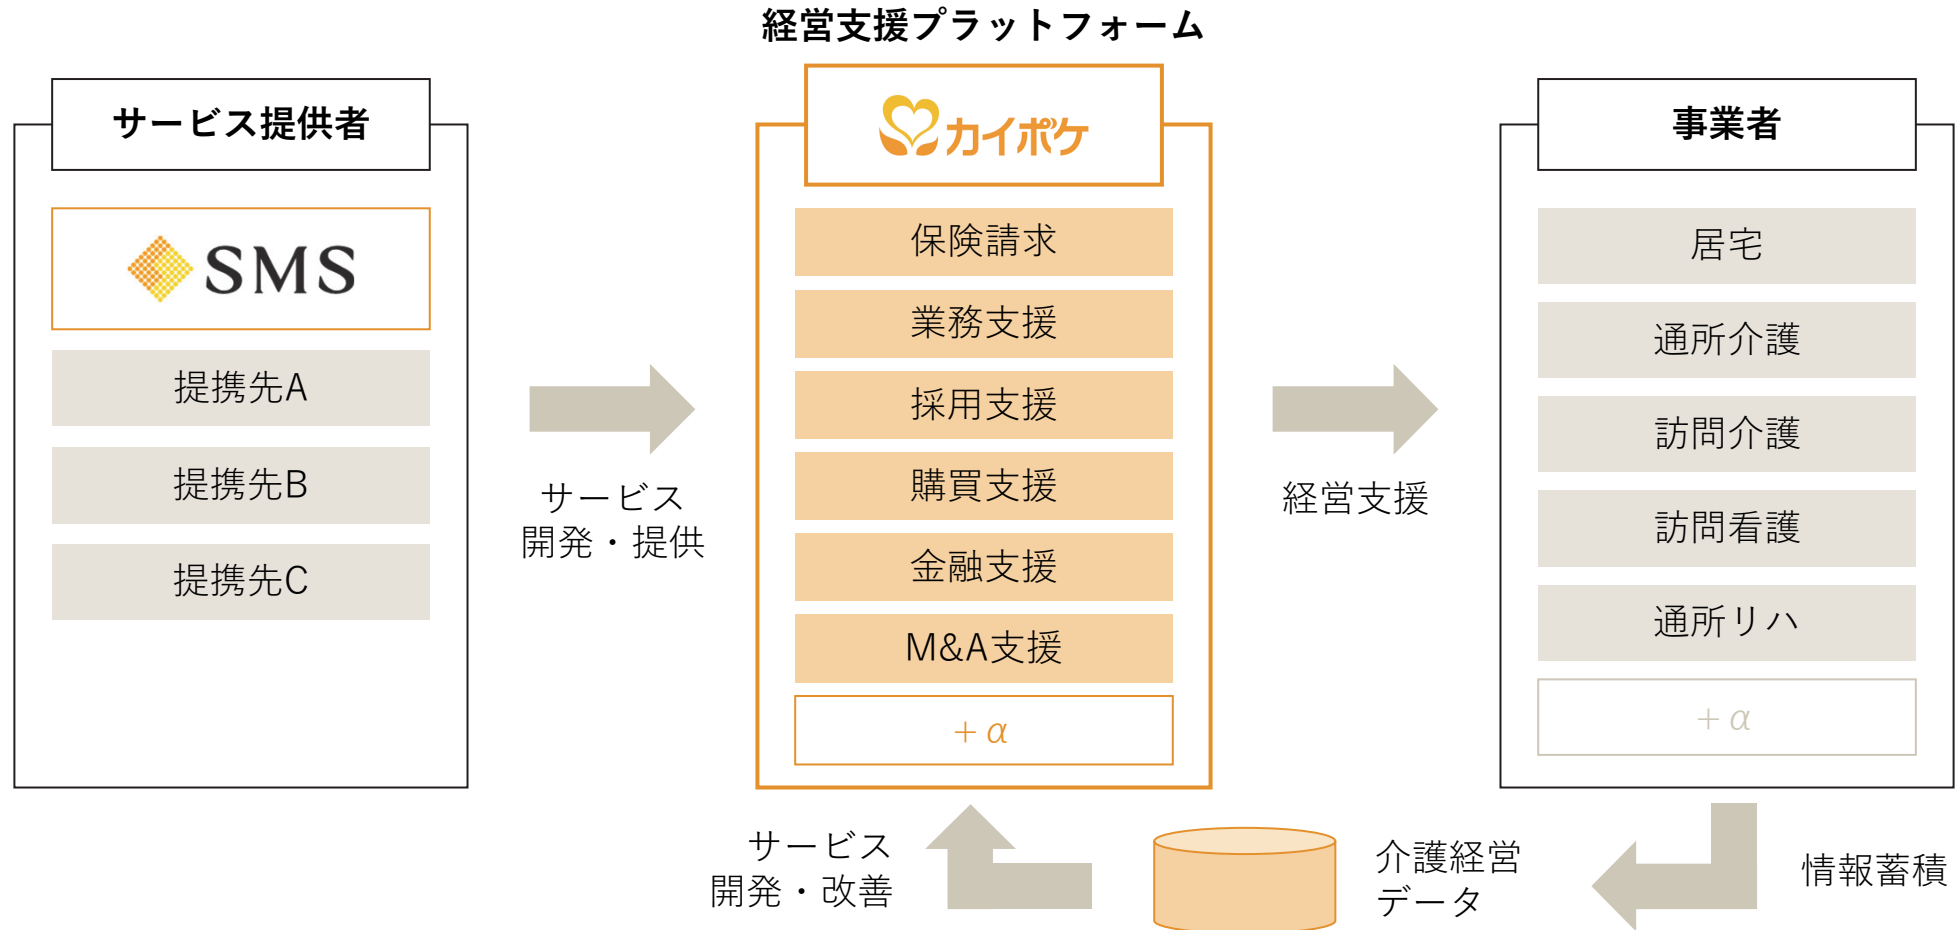 経営支援プラットフォーム
サービス提供者
SMS
提携先A
提携先B
提携先C
サービス
開発・提供
カイポケ
保険請求
業務支援
採用支援
購買支援
金融支援
M&A支援
+α
経営支援
事業者
居宅
通所介護
訪問介護
訪問看護
通所リハ
+α
サービス
開発・改善
介護経営
データ
情報蓄積